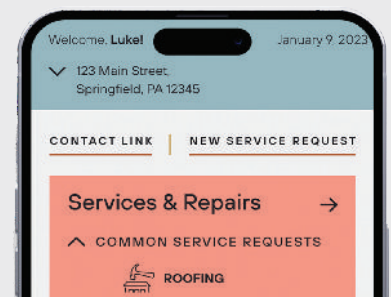 Welcome, Luke! January 9, 2023
123 Main Street,
Springfield, PA 12345
CONTACT LINK NEW SERVICE REQUEST
Services & Repairs
COMMON SERVICE REQUESTS
ROOFING